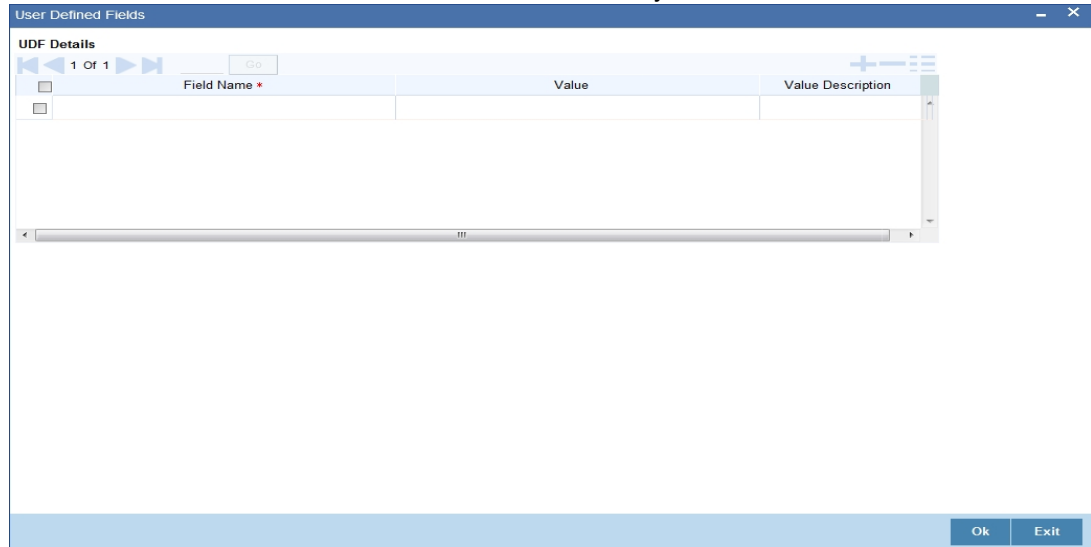 User Defined Fields
UDF Details
1 Of 1 Go
Field Name * Value Value Description
Ok Exit